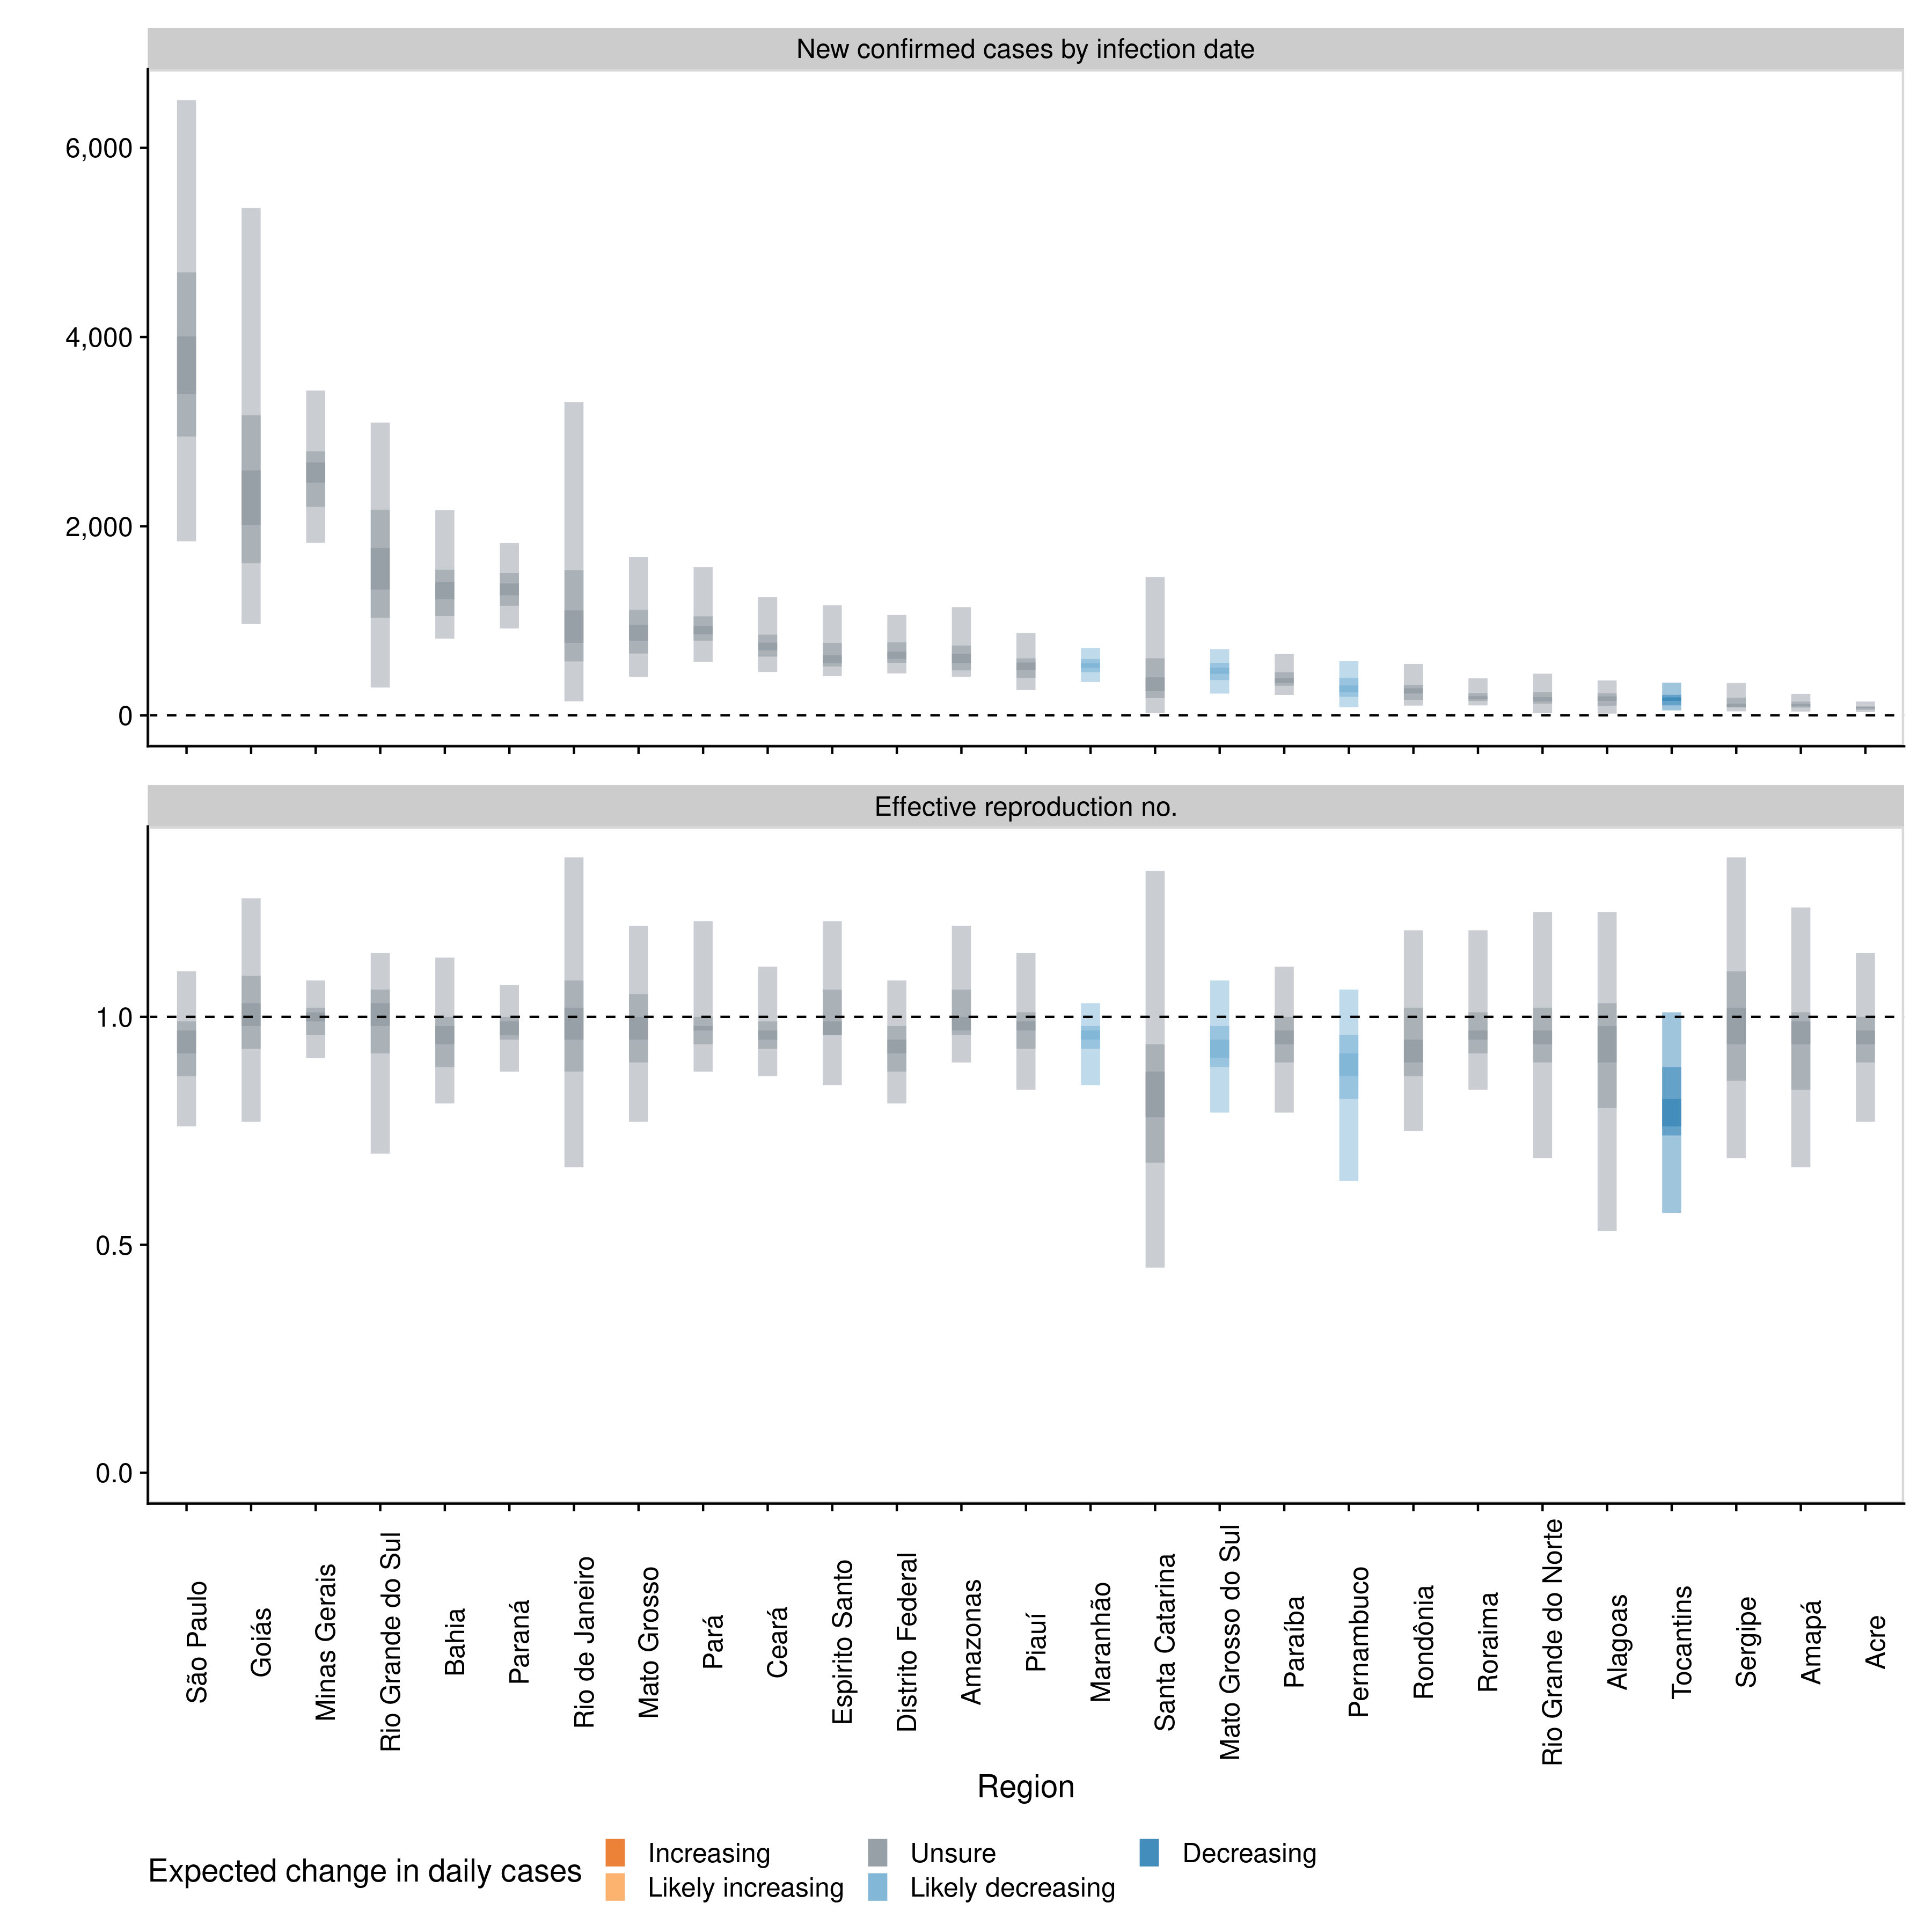 New confirmed cases by infection date
6,000
4,000
2,000
0
Effective reproduction no.
1.0
0.5
0.0
São Paulo
Goiás
Minas Gerais
Rio Grande do Sul
Bahia
Paraná
Rio de Janeiro
Mato Grosso
Pará
Ceará
Espirito Santo
Distrito Federal
Amazonas
Piauí
Maranhão
Santa Catarina
Mato Grosso do Sul
Paraíba
Pernambuco
Rondônia
Roraima
Rio Grande do Norte
Alagoas
Tocantins
Sergipe
Amapá
Acre
Region
Expected change in daily cases
Increasing
Unsure
Decreasing
Likely increasing
Likely decreasing